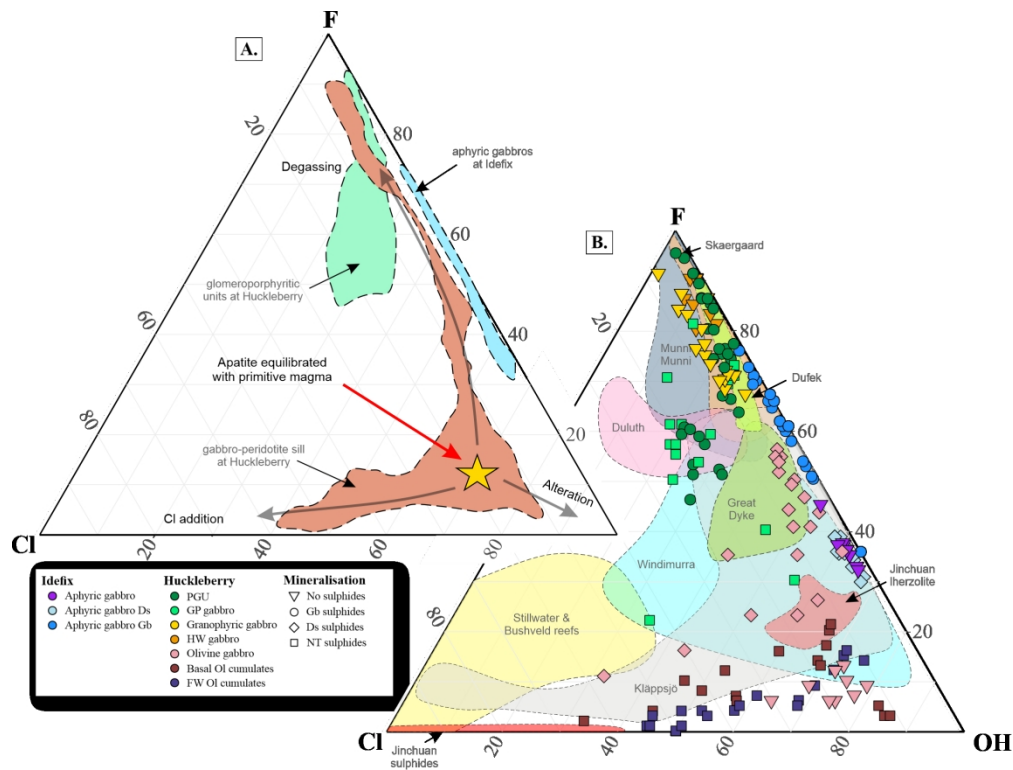 F
A.
20
80
Degassing
aphyric gabbros
at Idefix
60
glomeroporphyritic
units at Huckleberry
60
40
Apatite equilibrated
with primitive magma
80
20
gabbro-peridotite sill
at Huckleberry
Alteration
Cl addition
Cl
20
40
60
80
F
B.
Skaergaard
20
80
Munni
Munni
Dufek
Duluth
60
Great
Dyke
40
Windimurra
Jinchuan
lherzolite
Stillwater &
Bushveld reefs
80
20
Kläppsjö
Cl
OH
Jinchuan
sulphides
20
40
60
80
Idefix
Aphyric gabbro
Aphyric gabbro Ds
Aphyric gabbro Gb
Huckleberry
PGU
GP gabbro
Granophyric gabbro
HW gabbro
Olivine gabbro
Basal Ol cumulates
FW Ol cumulates
Mineralisation
No sulphides
Gb sulphides
Ds sulphides
NT sulphides